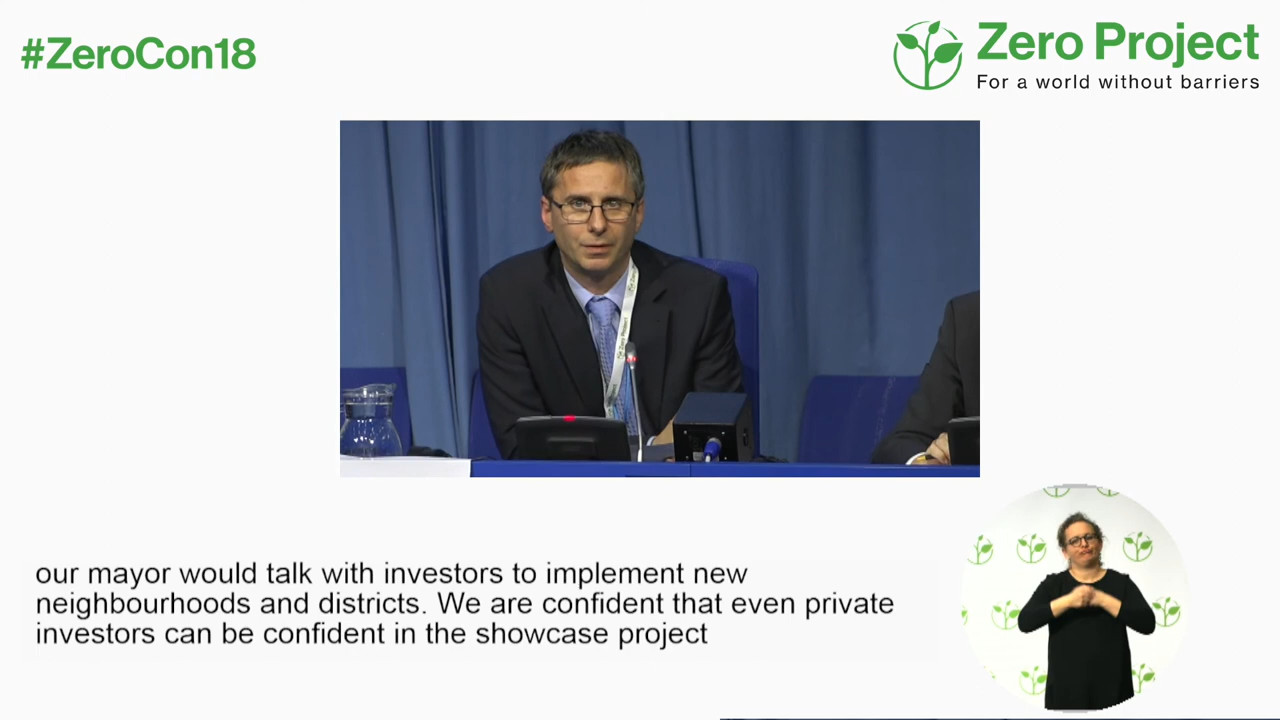 #ZeroCon18
Zero Project
For a world without barriers
our mayor would talk with investors to implement new
neighbourhoods and districts. We are confident that even private
investors can be confident in the showcase project